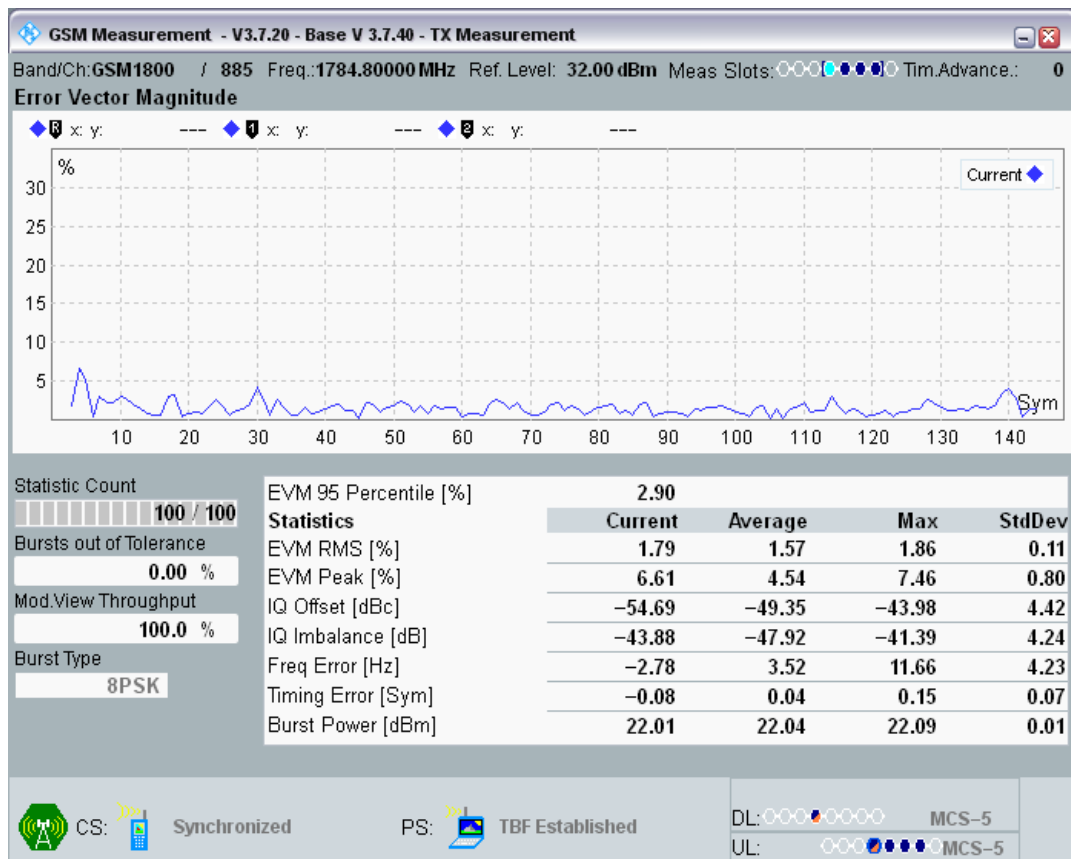 GSM Measurement - V3.7.20 - Base V 3.7.40 - TX Measurement
Band/Ch:GSM1800 / 885 Freq.:1784.80000 MHz Ref. Level: 32.00 dBm Meas Slots: Tim.Advance.: 0
Error Vector Magnitude
R x: y: --- 1 x: y: --- 2 x: y: ---
%
Current
30
25
20
15
10
5
Sym
10 20 30 40 50 60 70 80 90 100 110 120 130 140
Statistic Count
100 / 100
Bursts out of Tolerance
0.00 %
Mod.View Throughput
100.0 %
Burst Type
8PSK
EVM 95 Percentile [%] 2.90
Statistics Current Average Max StdDev
EVM RMS [%] 1.79 1.57 1.86 0.11
EVM Peak [%] 6.61 4.54 7.46 0.80
IQ Offset [dBc] −54.69 −49.35 −43.98 4.42
IQ Imbalance [dB] −43.88 −47.92 −41.39 4.24
Freq Error [Hz] −2.78 3.52 11.66 4.23
Timing Error [Sym] −0.08 0.04 0.15 0.07
Burst Power [dBm] 22.01 22.04 22.09 0.01
CS: Synchronized PS: TBF Established
DL: MCS−5
UL: MCS−5